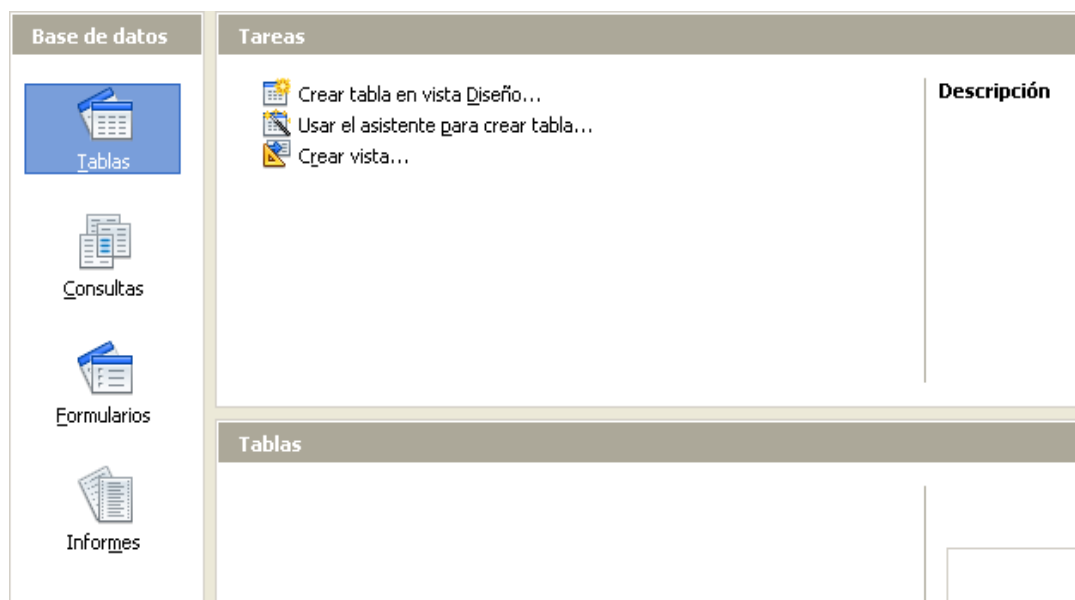 Base de datos
Tablas
Consultas
Formularios
Informes
Tareas
Crear tabla en vista Diseño...
Usar el asistente para crear tabla...
Crear vista...
Descripción
Tablas